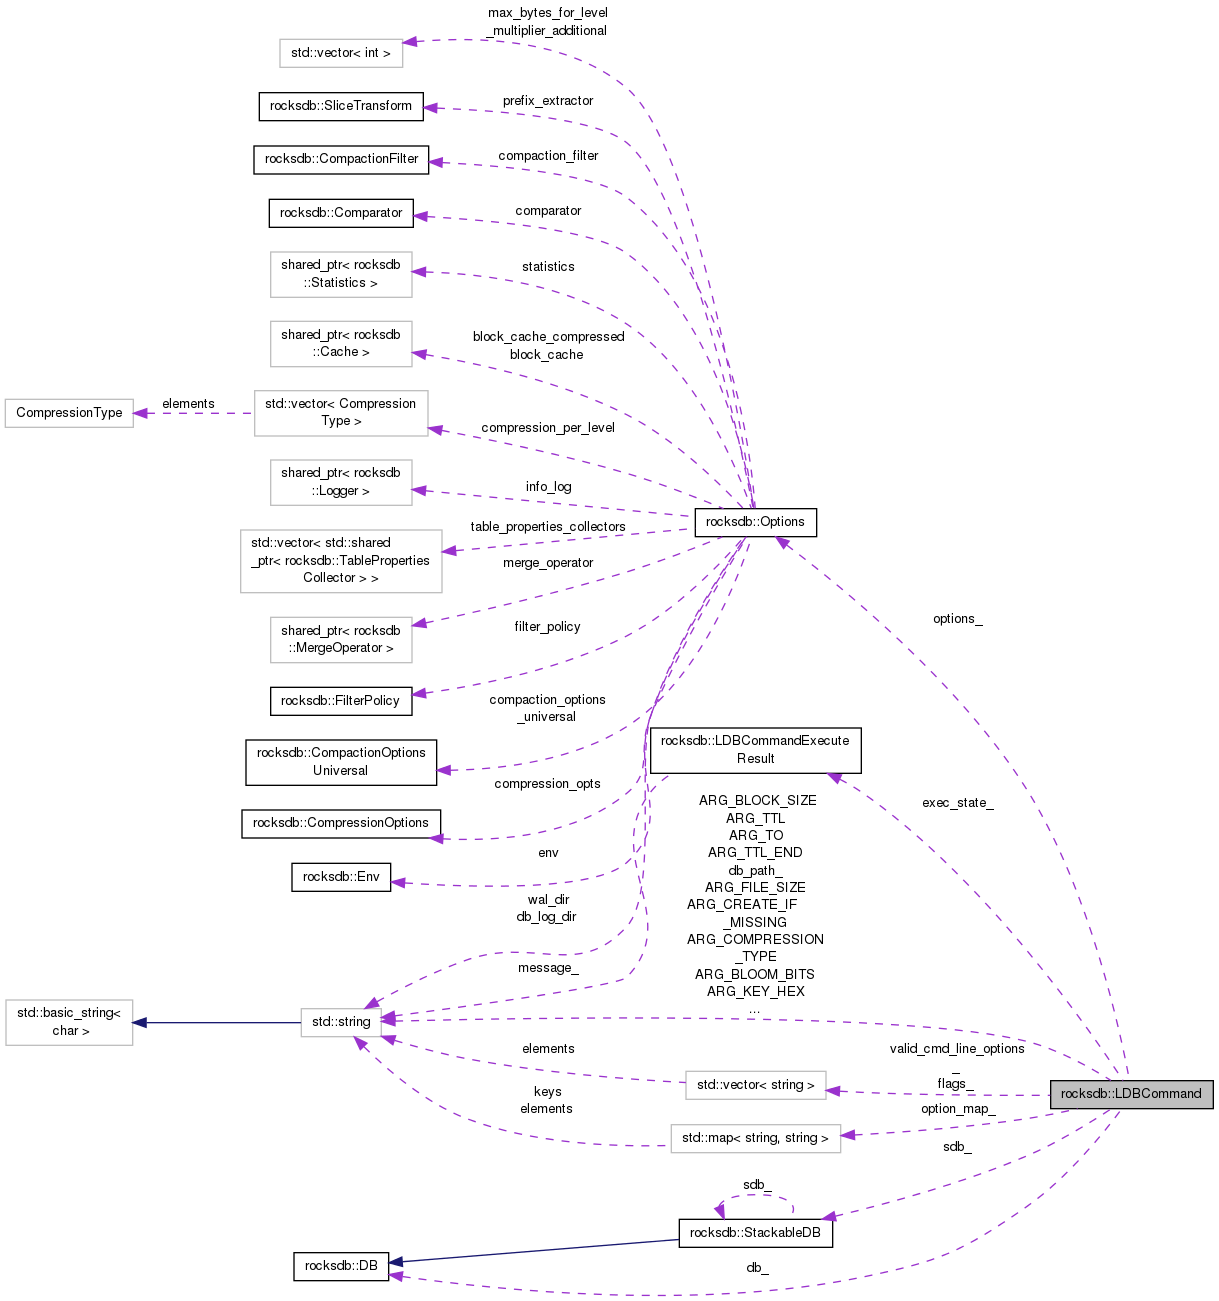 max_bytes_for_level
_multiplier_additional
std::vector< int >
prefix_extractor
rocksdb::SliceTransform
compaction_filter
rocksdb::CompactionFilter
comparator
rocksdb::Comparator
statistics
shared_ptr< rocksdb
::Statistics >
block_cache_compressed
block_cache
shared_ptr< rocksdb
::Cache >
CompressionType
elements
std::vector< Compression
Type >
compression_per_level
shared_ptr< rocksdb
::Logger >
info_log
rocksdb::Options
table_properties_collectors
std::vector< std::shared
_ptr< rocksdb::TableProperties
Collector > >
merge_operator
shared_ptr< rocksdb
::MergeOperator >
filter_policy
options_
rocksdb::FilterPolicy
compaction_options
_universal
rocksdb::CompactionOptions
Universal
rocksdb::LDBCommandExecute
Result
compression_opts
rocksdb::CompressionOptions
exec_state_
env
rocksdb::Env
wal_dir
db_log_dir
ARG_BLOCK_SIZE
ARG_TTL
ARG_TO
ARG_TTL_END
db_path_
ARG_FILE_SIZE
ARG_CREATE_IF
_MISSING
ARG_COMPRESSION
_TYPE
ARG_BLOOM_BITS
ARG_KEY_HEX
...
message_
std::basic_string<
char >
std::string
elements
std::vector< string >
valid_cmd_line_options
_
flags_
rocksdb::LDBCommand
keys
elements
std::map< string, string >
option_map_
sdb_
sdb_
rocksdb::StackableDB
rocksdb::DB
db_